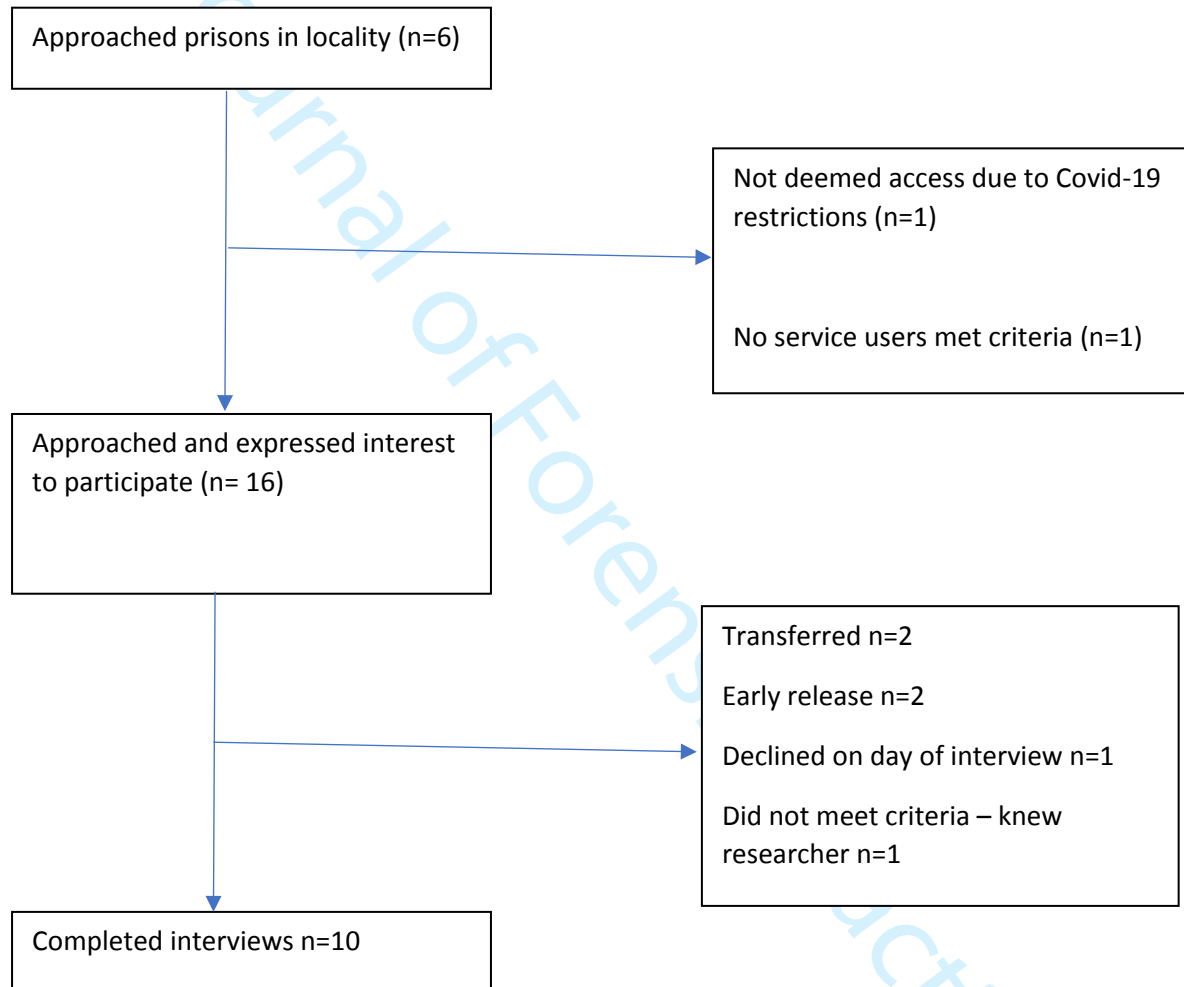 Approached prisons in locality (n=6)
Not deemed access due to Covid-19
restrictions (n=1)
No service users met criteria (n=1)
Approached and expressed interest
to participate (n= 16)
Transferred n=2
Early release n=2
Declined on day of interview n=1
Did not meet criteria – knew
researcher n=1
Completed interviews n=10